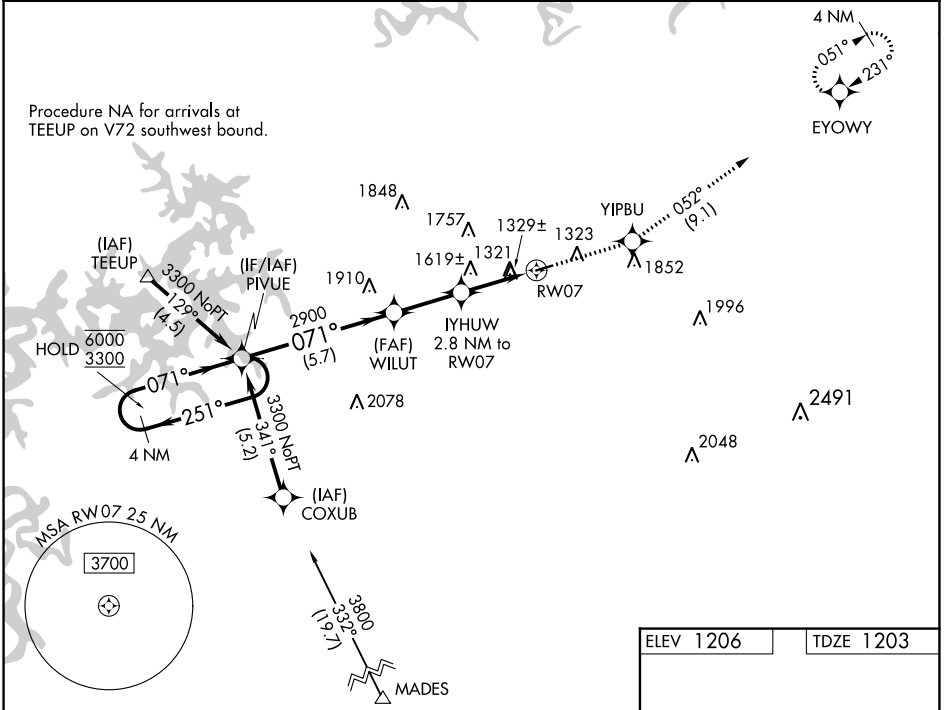 4 NM
051°
231°
EYOWY
Procedure NA for arrivals at
TEEUP on V72 southwest bound.
1848
1757
1329±
1323
YIPBU
052°
(9.1)
(IAF)
TEEUP
(IF/IAF)
PIVUE
1619±
1321
1852
RW07
1910
3300 NoPT
129°
(4.5)
2900
071°
(5.7)
IYHUW
2.8 NM to
RW07
1996
(FAF)
WILUT
HOLD
6000
3300
071°
251°
4 NM
2078
2491
3300 NoPT
341°
(5.2)
2048
(IAF)
COXUB
MSA RW07 25 NM
3700
3800
332°
(19.7)
MADES
ELEV 1206
TDZE 1203